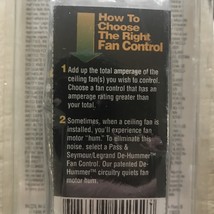 How To
Choose
The Right
Fan Control
1 Add up the total amperage of the
ceiling fan(s) you wish to control.
Choose a fan control that has an
amperage rating greater than
your total.
2 Sometimes, when a ceiling fan is
installed, you'll experience fan
motor "hum." To eliminate this
noise, select a Pass &
Seymour/Legrand De-Hummer™
Fan Control. Our patented De-
Hummer™ circuitry quiets fan
motor hum.